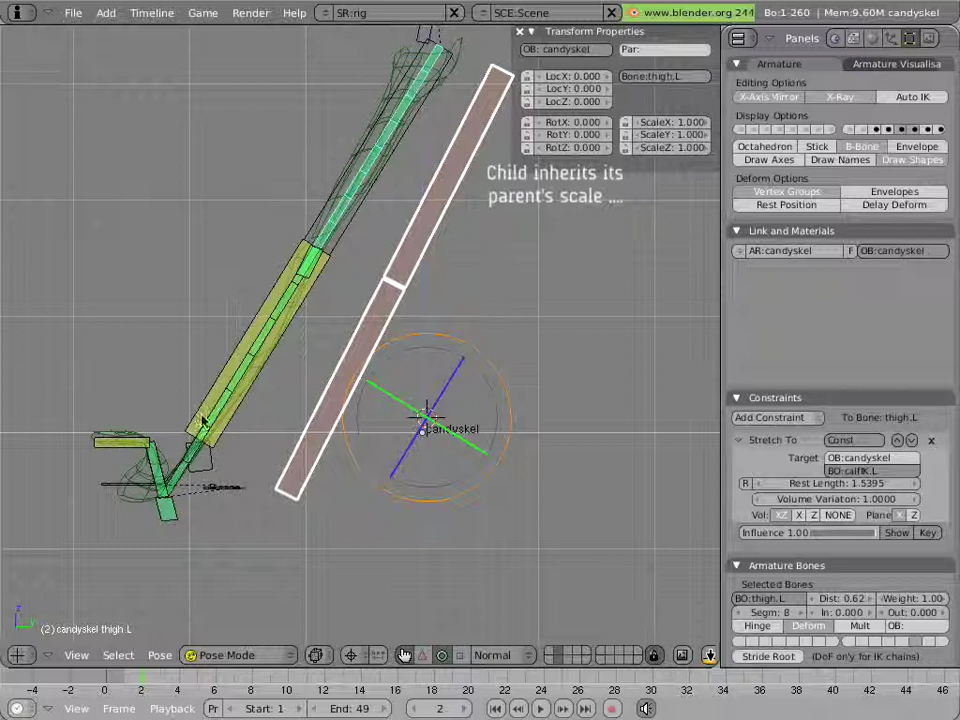 File Add Timeline Game Render Help SR:rig SCE:Scene www.blender.org 244 Bo:1-260 | Mem:9.60M candyskel
Transform Properties
OB: candyskel Par:
LocX: 0.000 Bone:thigh.L
LocY: 0.000
LocZ: 0.000
RotX: 0.000 ScaleX: 1.000
RotY: 0.000 ScaleY: 1.000
RotZ: 0.000 ScaleZ: 1.000
Child inherits its
parent's scale ....
candyskel
z
y
(2) candyskel thigh.L
Panels
Armature Armature Visualisa
Editing Options
X-Axis Mirror X-Ray Auto IK
Display Options
Octahedron Stick B-Bone Envelope
Draw Axes Draw Names Draw Shapes
Deform Options
Vertex Groups Envelopes
Rest Position Delay Deform
Link and Materials
AR:candyskel F OB:candyskel
Constraints
Add Constraint To Bone: thigh.L
Stretch To Const x
Target OB:candyskel
BO:calfIK.L
R Rest Length: 1.5395
Volume Variaton: 1.0000
Vol: XZ X Z NONE Plane X Z
Influence 1.00 Show Key
Armature Bones
Selected Bones
BO:thigh.L Dist: 0.62 Weight: 1.00
Segm: 8 In: 0.000 Out: 0.000
Hinge Deform Mult OB:
Stride Root (DoF only for IK chains)
View Select Pose Pose Mode Normal
-4 -2 0 2 4 6 8 10 12 14 16 18 20 22 24 26 28 30 32 34 36 38 40 42 44 46
View Frame Playback Pr Start: 1 End: 49 2